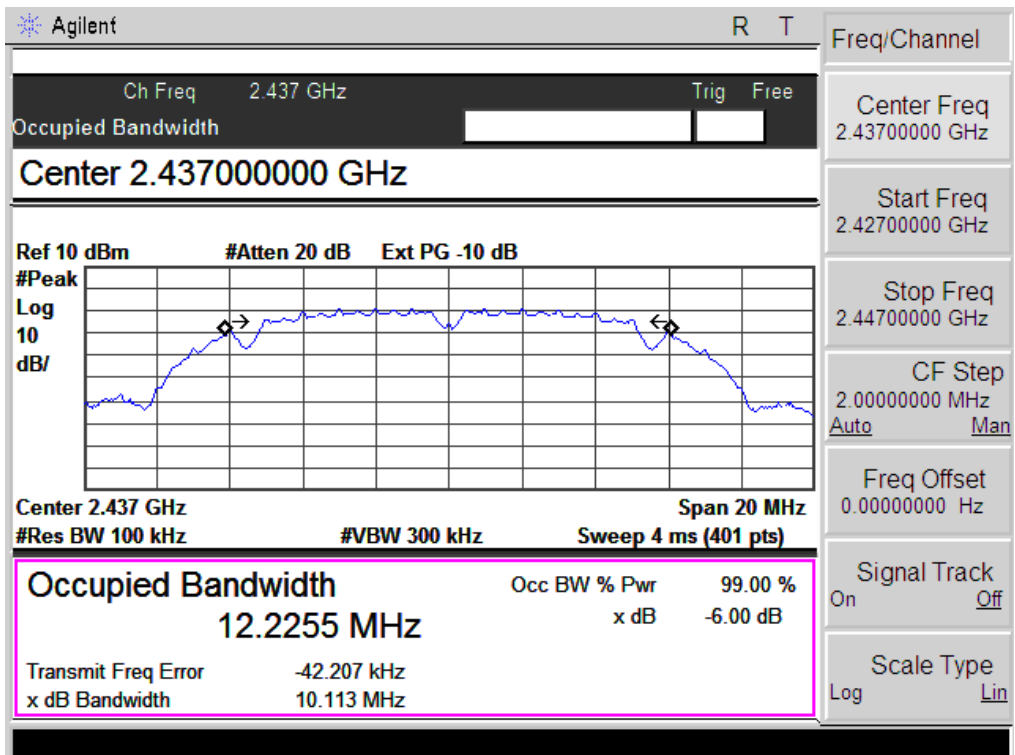 Agilent R T
Ch Freq 2.437 GHz Trig Free
Occupied Bandwidth
Center 2.437000000 GHz
Ref 10 dBm #Atten 20 dB Ext PG -10 dB
#Peak
Log
10
dB/
Center 2.437 GHz Span 20 MHz
#Res BW 100 kHz #VBW 300 kHz Sweep 4 ms (401 pts)
Occupied Bandwidth Occ BW % Pwr 99.00 %
12.2255 MHz x dB -6.00 dB
Transmit Freq Error -42.207 kHz
x dB Bandwidth 10.113 MHz
Freq/Channel
Center Freq
2.43700000 GHz
Start Freq
2.42700000 GHz
Stop Freq
2.44700000 GHz
CF Step
2.00000000 MHz
Auto Man
Freq Offset
0.00000000 Hz
Signal Track
On Off
Scale Type
Log Lin